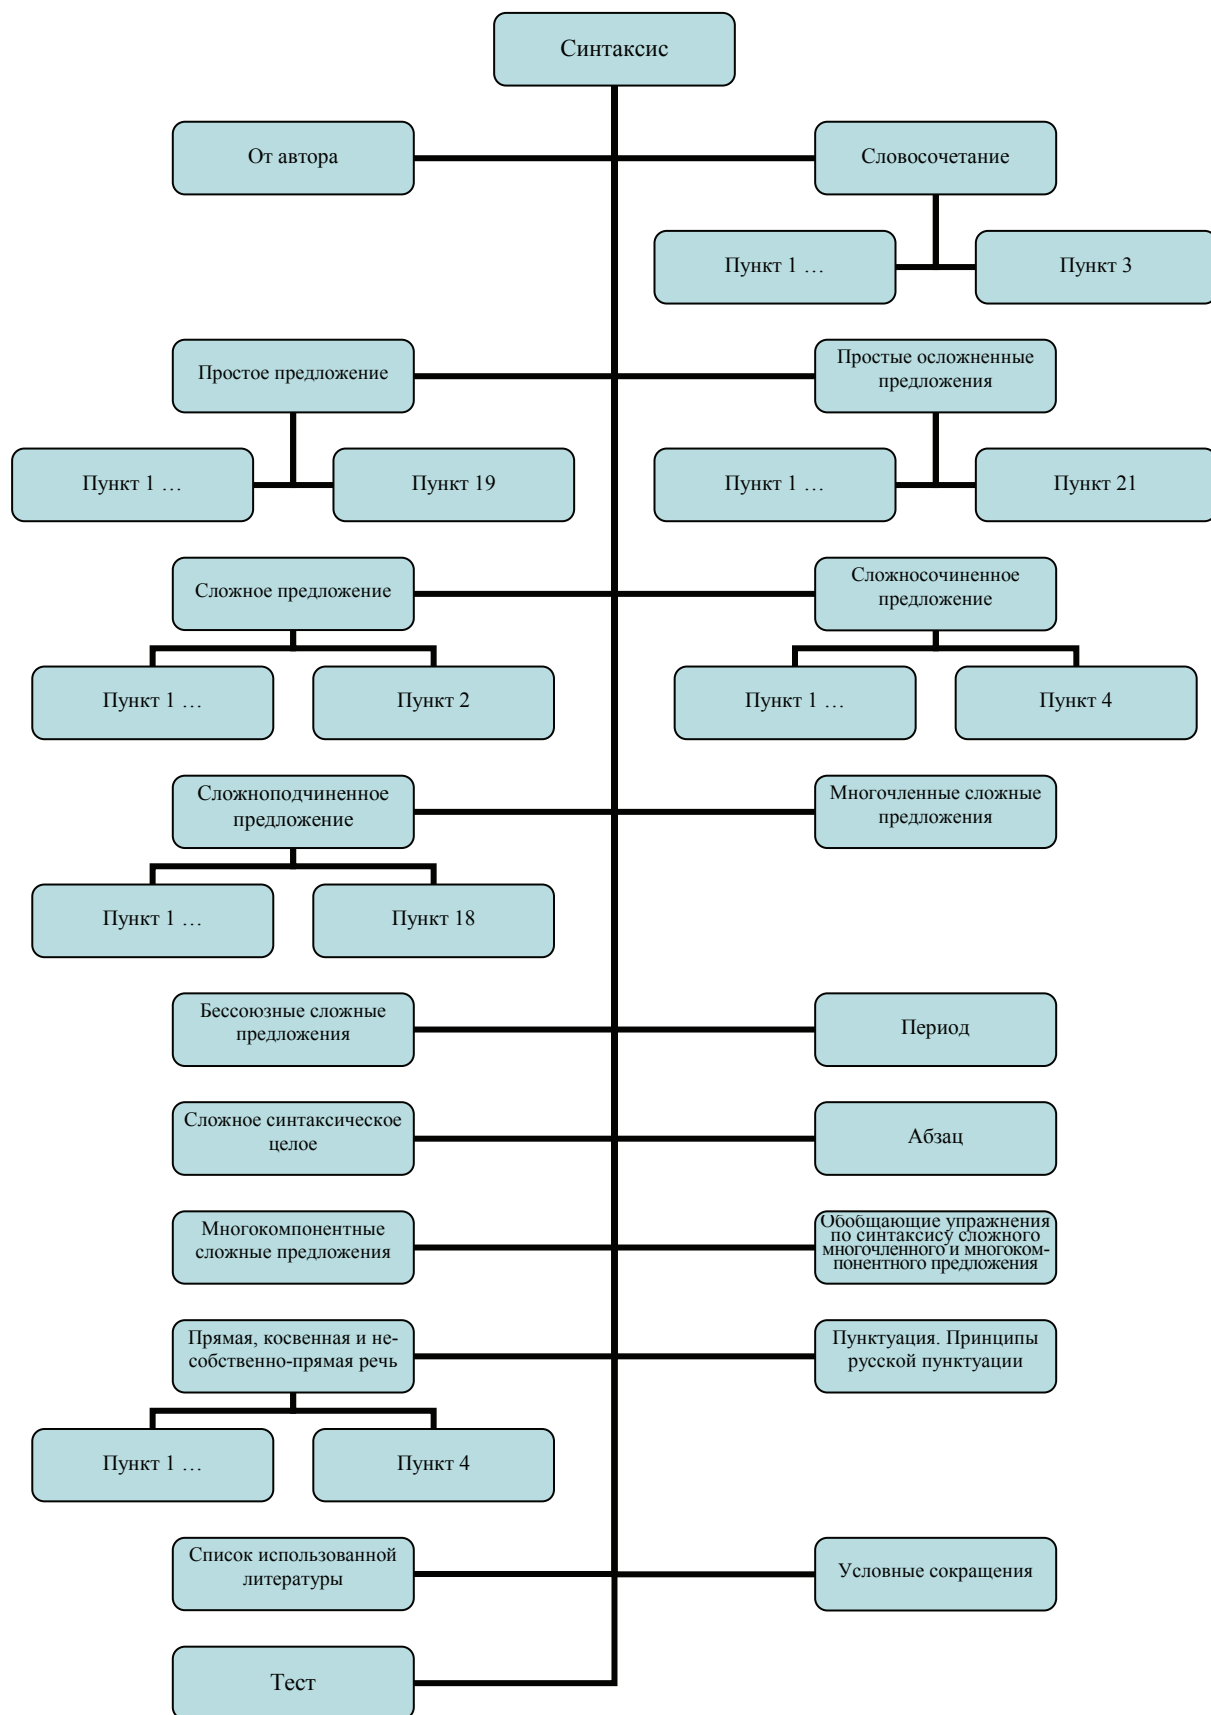 Синтаксис
От автора
Словосочетание
Пункт 1 …
Пункт 3
Простое предложение
Простые осложненные
предложения
Пункт 1 …
Пункт 19
Пункт 1 …
Пункт 21
Сложное предложение
Сложносочиненное
предложение
Пункт 1 …
Пункт 2
Пункт 1 …
Пункт 4
Сложноподчиненное
предложение
Многочленные сложные
предложения
Пункт 1 …
Пункт 18
Бессоюзные сложные
предложения
Период
Сложное синтаксическое
целое
Абзац
Многокомпонентные
сложные предложения
Обобщающие упражнения
по синтаксису сложного
многочленного и многоком-
понентного предложения
Прямая, косвенная и не-
собственно-прямая речь
Пунктуация. Принципы
русской пунктуации
Пункт 1 …
Пункт 4
Список использованной
литературы
Условные сокращения
Тест